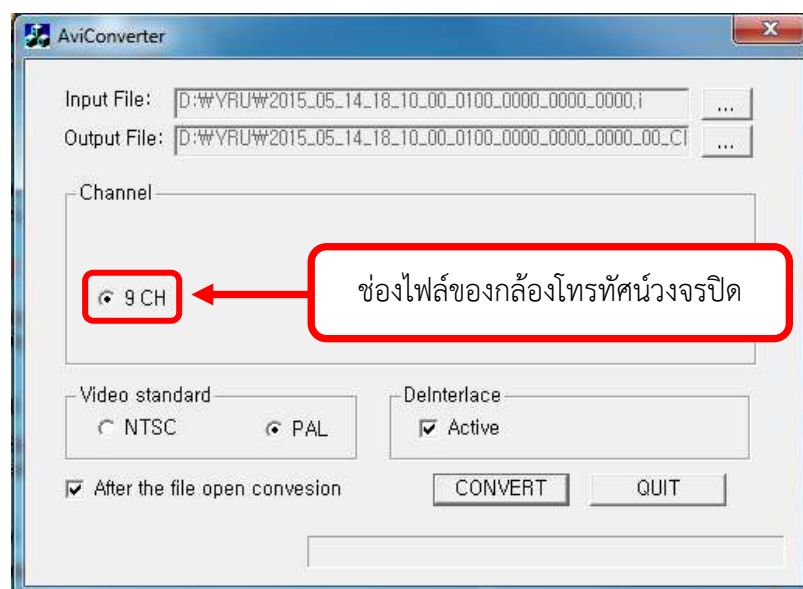 AviConverter
Input File: D:₩YRU₩2015_05_14_18_10_00_0100_0000_0000_0000,i ...
Output File: D:₩YRU₩2015_05_14_18_10_00_0100_0000_0000_0000_00_CI ...
Channel
9 CH
ช่องไฟล์ของกล้องโทรทัศน์วงจรปิด
Video standard
DeInterlace
NTSC
PAL
Active
After the file open convesion
CONVERT
QUIT